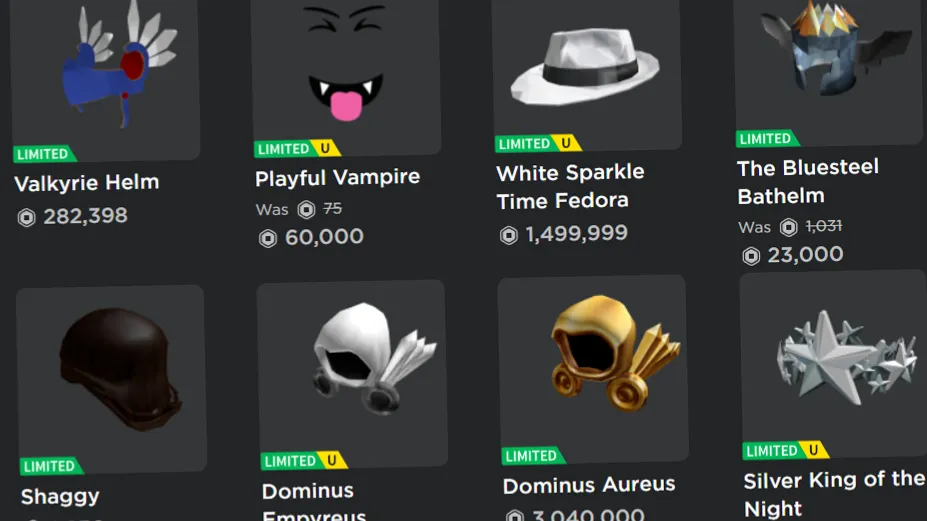 LIMITED
Valkyrie Helm
282,398
LIMITED U
Playful Vampire
Was 75
60,000
LIMITED U
White Sparkle
Time Fedora
1,499,999
LIMITED
The Bluesteel
Bathelm
Was 1,031
23,000
LIMITED
Shaggy
LIMITED U
Dominus
Empyreus
LIMITED
Dominus Aureus
3,040,000
LIMITED U
Silver King of the
Night